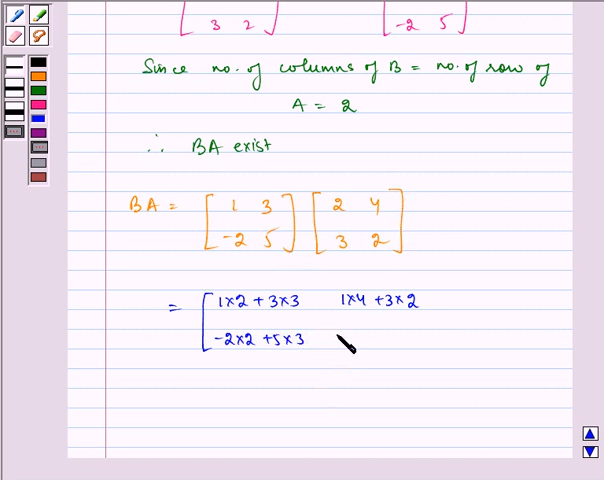 3 2 -2 5
Since no. of columns of B = no. of row of
A = 2
∴ BA exist
BA = [ 1 3 ] [ 2 4 ]
-2 5 3 2
= [ 1×2 + 3×3 1×4 + 3×2
-2×2 + 5×3